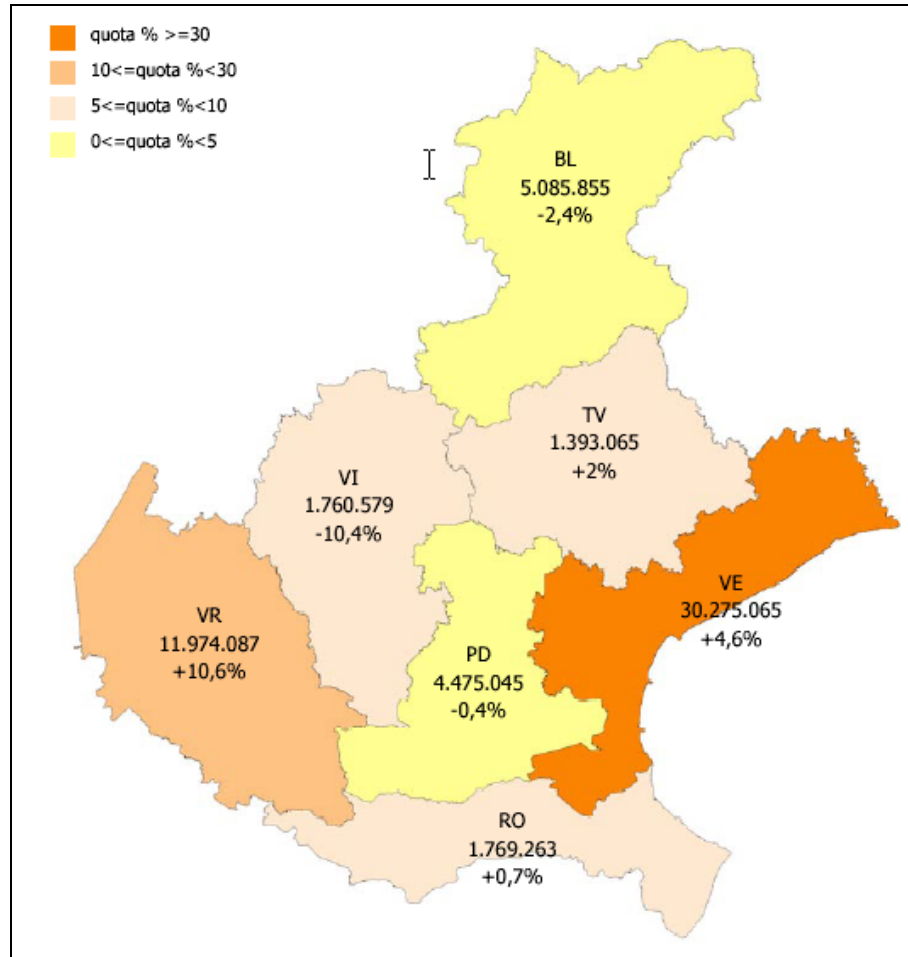 quota % >=30
10<=quota %<30
5<=quota %<10
0<=quota %<5
BL
5.085.855
-2,4%
TV
1.393.065
+2%
VI
1.760.579
-10,4%
VE
30.275.065
+4,6%
VR
11.974.087
+10,6%
PD
4.475.045
-0,4%
RO
1.769.263
+0,7%